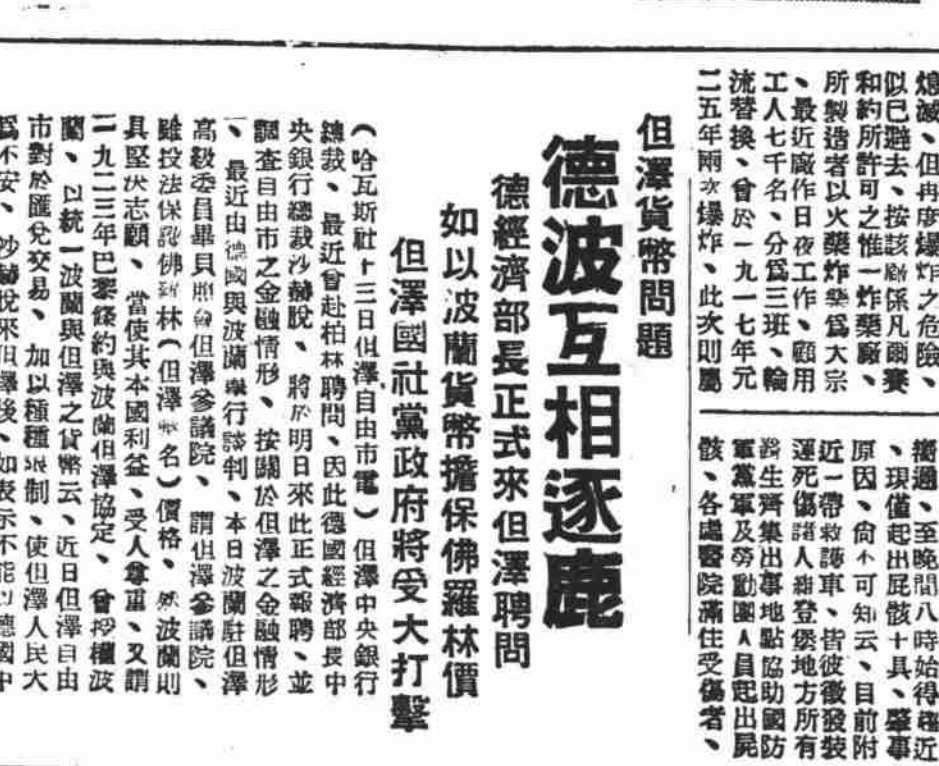 熄滅、但再度爆炸之危險、
似已避去、按該廠係凡爾賽
和約所許可之惟一炸藥廠、
所製造者以火藥炸藥爲大宗
、最近廠作日夜工作、顧用
工人七千名、分爲三班、輪
流替換、曾於一九一七年元
二五年兩次爆炸、此次則屬
通、至晚間八時始得近
、現僅起出屍骸十具、肇事
原因、尙不可知云、目前附
近一帶救護車、皆被徵發裝
運死傷諸人、地方所有
醫生齊集出事地點協助國防
軍黨軍及勞動團人員起出屍
骸、各處醫院滿住受傷者、
但澤貨幣問題
德波互相逐鹿
德經濟部長正式來但澤聘問
如以波蘭貨幣擔保佛羅林價
但澤國社黨政府將受大打擊
(哈瓦斯社十三日但澤自由市電)但澤中央銀行
總裁、最近曾赴柏林聘問、因此德國經濟部長中
央銀行總裁沙赫脫、將於明日來此正式報聘、並
調查自由市之金融情形、按關於但澤之金融情形
、最近由德國與波蘭舉行談判、本日波蘭駐但澤
高級委員畢貝照會但澤參議院、謂但澤參議院、
雖投法保證佛羅林(但澤幣名)價格、然波蘭則
具堅決志願、當使其本國利益、受人尊重、又謂
一九二三年巴黎條約與波蘭但澤協定、曾授權波
蘭、以統一波蘭與但澤之貨幣云、近日但澤自由
市對於匯兌交易、加以種種限制、使但澤人民大
爲不安、沙赫脫來但澤後、如表示不能以德國中